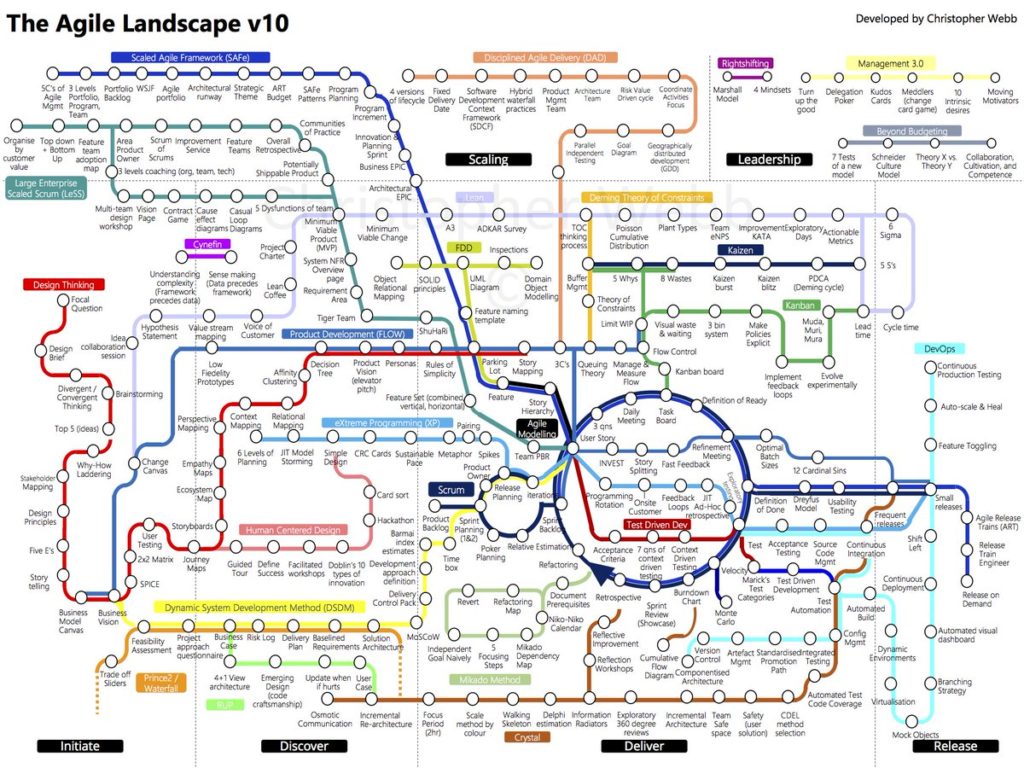 The Agile Landscape v10
Developed by Christopher Webb
Scaled Agile Framework (SAFe)
5C's of
Agile
Mgmt
3 Levels
Portfolio,
Program,
Team
Portfolio
Backlog
WSJF
Agile
portfolio
Architectural
runway
Strategic
Theme
ART
Budget
SAFe
Patterns
Program
Planning
Program
Increment
Innovation &
Planning
Sprint
Business EPIC
Architectural
EPIC
Disciplined Agile Delivery (DAD)
4 versions
of lifecycle
Fixed
Delivery
Date
Software
Development
Context
Framework
(SDCF)
Hybrid
waterfall
practices
Product
Mgmt
Team
Architecture
Team
Risk Value
Driven cycle
Coordinate
Activities
Focus
Parallel
Independent
Testing
Goal
Diagram
Geographically
distributed
development
(GDD)
Scaling
Rightshifting
Marshall
Model
4 Mindsets
Management 3.0
Turn up
the good
Delegation
Poker
Kudos
Cards
Meddlers
(change
card game)
10
Intrinsic
desires
Moving
Motivators
Beyond Budgeting
7 Tests
of a new
model
Schneider
Culture
Model
Theory X vs.
Theory Y
Collaboration,
Cultivation, and
Competence
Leadership
Organise
by
customer
value
Top down
+ Bottom
Up
Feature
team
adoption
map
Area
Product
Owner
Scrum
of
Scrums
Improvement
Service
Feature
Teams
Overall
Retrospective
Communities
of Practice
Potentially
Shippable Product
3 levels coaching (org, team, tech)
Large Enterprise
Scaled Scrum (LeSS)
Multi-team
design
workshop
Vision
Page
Contract
Game
Cause
effect
diagrams
Casual
Loop
Diagrams
5 Dysfunctions of team
Minimum
Viable
Product
(MVP)
System NFR
Overview
page
Requirement
Area
Tiger Team
Christopher Webb
Lean
Minimum
Viable Change
A3
ADKAR Survey
Deming Theory of Constraints
TOC
thinking
process
Poisson
Cumulative
Distribution
Plant Types
Team
eNPS
Improvement
KATA
Exploratory
Days
Actionable
Metrics
6
Sigma
5 S's
Cycle time
Lead
time
Cynefin
Understanding
complexity
(Framework
precedes data)
Sense making
(Data precedes
framework)
Project
Charter
Lean
Coffee
FDD
Inspections
Object
Relational
Mapping
SOLID
principles
UML
Diagram
Domain
Object
Modelling
Feature naming
template
Kaizen
Buffer
Mgmt
5 Whys
8 Wastes
Kaizen
burst
Kaizen
blitz
PDCA
(Deming cycle)
Theory of
Constraints
Kanban
Limit WIP
Visual waste
& waiting
3 bin
system
Make
Policies
Explicit
Muda,
Muri,
Mura
Implement
feedback
loops
Evolve
experimentally
Flow Control
Kanban board
Design Thinking
Focal
Question
Design
Brief
Divergent /
Convergent
Thinking
Brainstorming
Top 5 (ideas)
Why-How
Laddering
Stakeholder
Mapping
Design
Principles
Five E's
Story
telling
Business
Model
Canvas
Business
Vision
SPICE
2x2 Matrix
User
Testing
Storyboards
Journey
Maps
Ecosystem
Map
Empathy
Maps
Perspective
Mapping
Context
Mapping
Relational
Mapping
Affinity
Clustering
Decision
Tree
Idea
collaboration
session
Hypothesis
Statement
Value stream
mapping
Voice of
Customer
Change
Canvas
Product Development (FLOW)
Low
Fidelity
Prototypes
Product
Vision
(elevator
pitch)
Personas
Rules of
Simplicity
ShuHaRi
Parking
Lot
Story
Mapping
3C's
Queuing
Theory
Manage &
Measure
Flow
Feature Set (combined
vertical, horizontal)
Feature
Story
Hierarchy
Agile
Modelling
Team PBR
User Story
eXtreme Programming (XP)
6 Levels of
Planning
JIT Model
Storming
Simple
Design
CRC Cards
Sustainable
Pace
Pairing
Metaphor
Spikes
Card sort
Hackathon
Human Centered Design
Guided
Tour
Define
Success
Facilitated
workshops
Doblin's 10
types of
innovation
Scrum
Product
Owner
Release
Planning
iterations
Product
Backlog
Sprint
Planning
(1&2)
Sprint
Backlog
Poker
Planning
Relative Estimation
Refactoring
3 qns
Daily
Meeting
Task
Board
Definition of Ready
Refinement
Meeting
Exploratory
testing
INVEST
Story
Splitting
Fast Feedback
Optimal
Batch
Sizes
12 Cardinal Sins
Programming
Rotation
Onsite
Customer
Feedback
Loops
JIT
Ad-Hoc
retrospective
Definition
of Done
Dreyfus
Model
Usability
Testing
Frequent
releases
Small
releases
Test Driven Dev
Acceptance
Criteria
7 qns of
context
driven
testing
Context
Driven
Testing
Test
Acceptance
Testing
Source
Code
Mgmt
Continuous
Integration
Velocity
Marick's
Test
Categories
Test Driven
Development
Test
Automation
Monte
Carlo
Retrospective
Sprint
Review
(Showcase)
Burndown
Chart
DevOps
Continuous
Production Testing
Auto-scale & Heal
Feature Toggling
Shift
Left
Continuous
Deployment
Automated visual
dashboard
Branching
Strategy
Mock Objects
Virtualisation
Dynamic
Environments
Automated
Build
Config
Mgmt
Agile Release
Trains (ART)
Release
Train
Engineer
Release on
Demand
Version
Control
Artefact
Mgmt
Standardised
Promotion
Path
Integrated
Testing
Componentised
Architecture
Cumulative
Flow
Diagram
Dynamic System Development Method (DSDM)
Barmai
index
estimates
Time
box
Development
approach
definition
Delivery
Control Pack
MoSCoW
Feasibility
Assessment
Project
approach
questionnaire
Business
Case
Risk Log
Delivery
Plan
Baselined
Requirements
Solution
Architecture
Trade off
Sliders
Prince2 /
Waterfall
RUP
4+1 View
architecture
Emerging
Design
(code
craftsmanship)
Update when
if hurts
User
Case
Mikado Method
Revert
Refactoring
Map
Document
Prerequisites
Niko-Niko
Calendar
Independent
Goal Naively
5
Focusing
Steps
Mikado
Dependency
Map
Reflective
Improvement
Reflection
Workshops
Crystal
Osmotic
Communication
Incremental
Re-architecture
Focus
Period
(2hr)
Scale
method by
colour
Walking
Skeleton
Delphi
estimation
Information
Radiators
Exploratory
360 degree
reviews
Incremental
Architecture
Team
Safe
space
Safety
(user
solution)
CDEL
method
selection
Automated Test
Code Coverage
Initiate
Discover
Deliver
Release